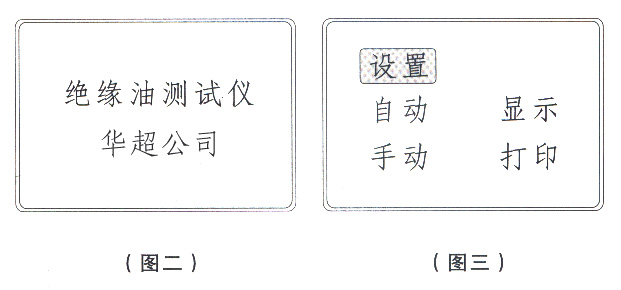 绝缘油测试仪
华超公司
（图二）
设置
自动 显示
手动 打印
（图三）